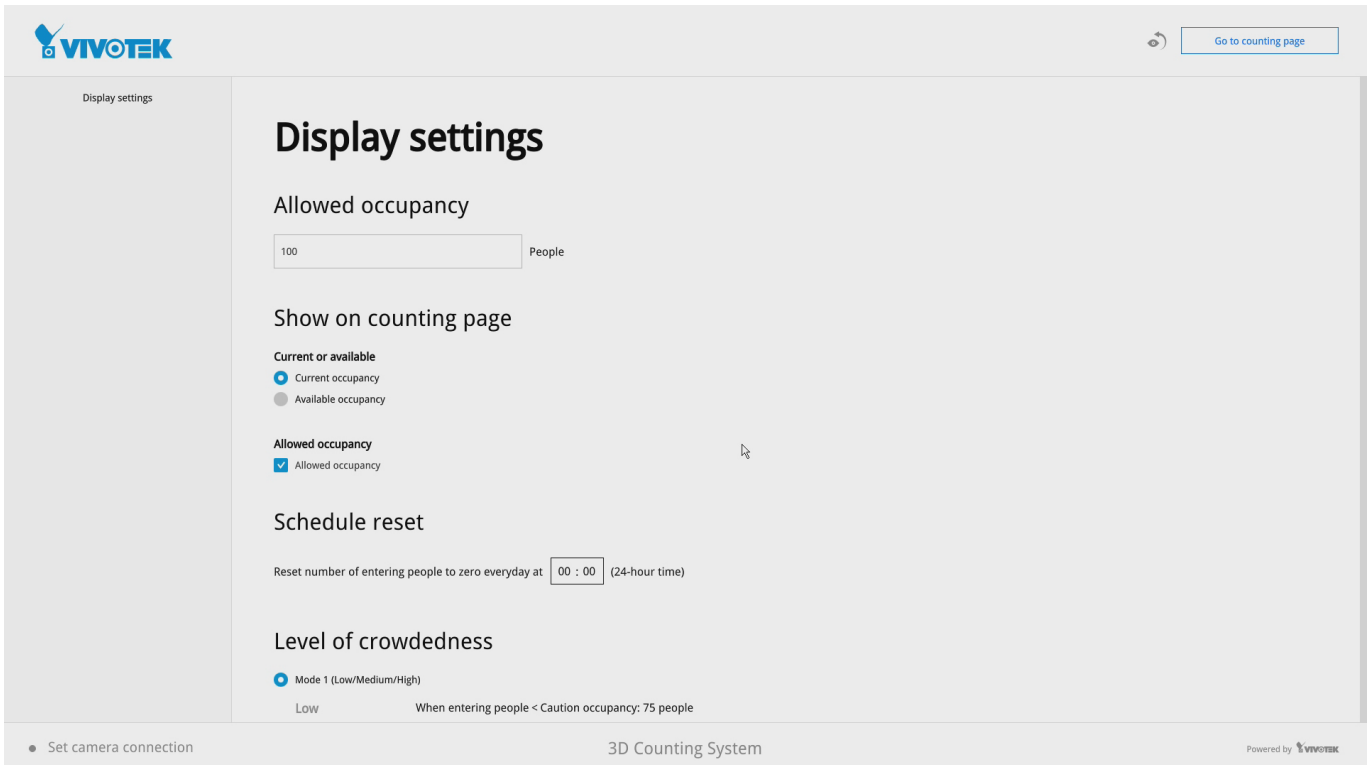 VIVOTEK
Go to counting page
Display settings
Display settings
Allowed occupancy
100 People
Show on counting page
Current or available
Current occupancy
Available occupancy
Allowed occupancy
Allowed occupancy
Schedule reset
Reset number of entering people to zero everyday at 00 : 00 (24-hour time)
Level of crowdedness
Mode 1 (Low/Medium/High)
Low When entering people < Caution occupancy: 75 people
Set camera connection
3D Counting System
Powered by VIVOTEK